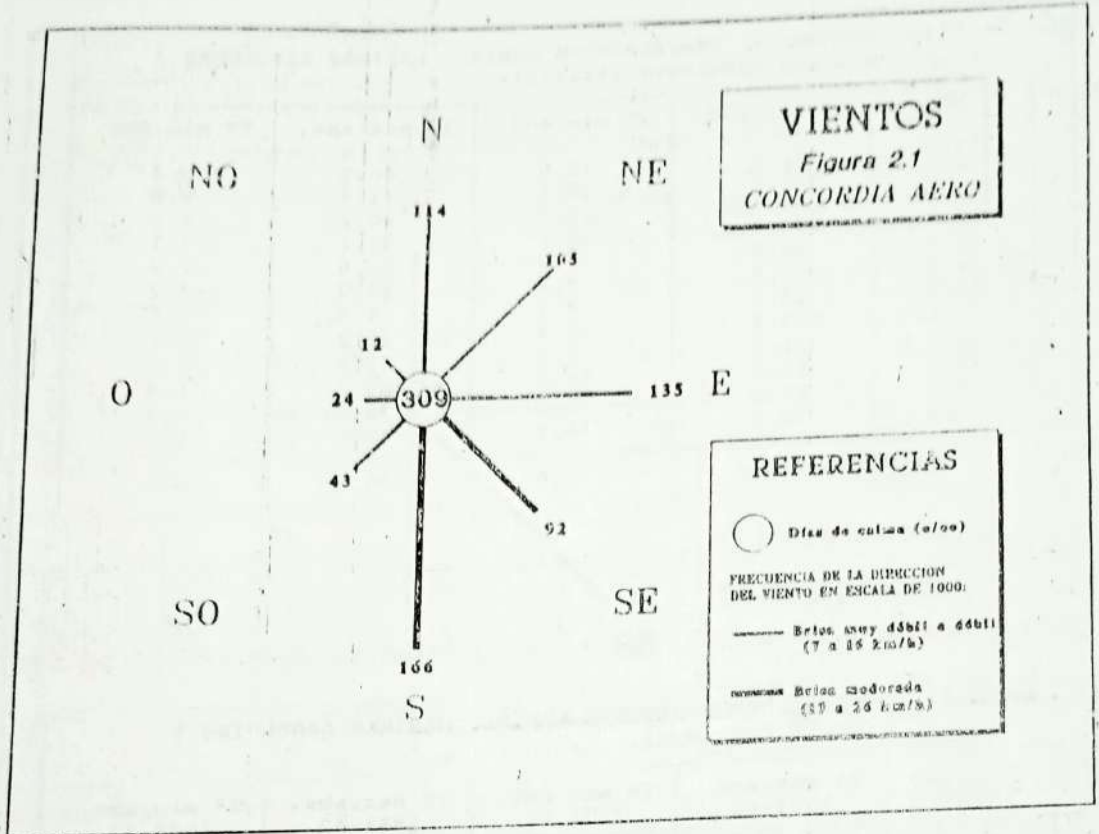 VIENTOS
Figura 2.1
CONCORDIA AERO
N
NO
NE
114
105
12
O
24
309
135
E
43
92
SO
SE
166
S
REFERENCIAS
Días de calma (o/oo)
FRECUENCIA DE LA DIRECCION
DEL VIENTO EN ESCALA DE 1000:
Brisa muy débil a débil
(7 a 16 km/h)
Brisa moderada
(17 a 26 km/h)